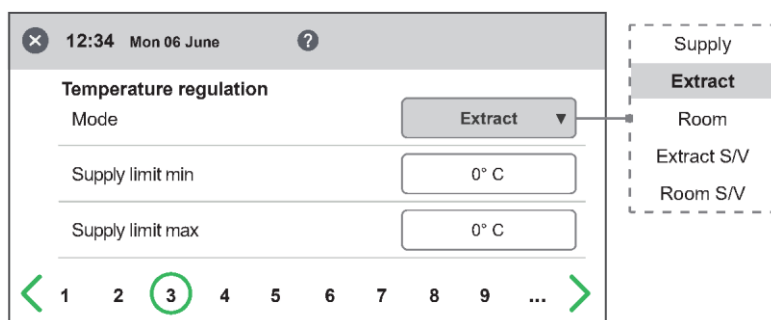 12:34 Mon 06 June ?
Temperature regulation
Mode Extract ▼
Supply limit min 0° C
Supply limit max 0° C
1 2 3 4 5 6 7 8 9 ...
Supply
Extract
Room
Extract S/V
Room S/V